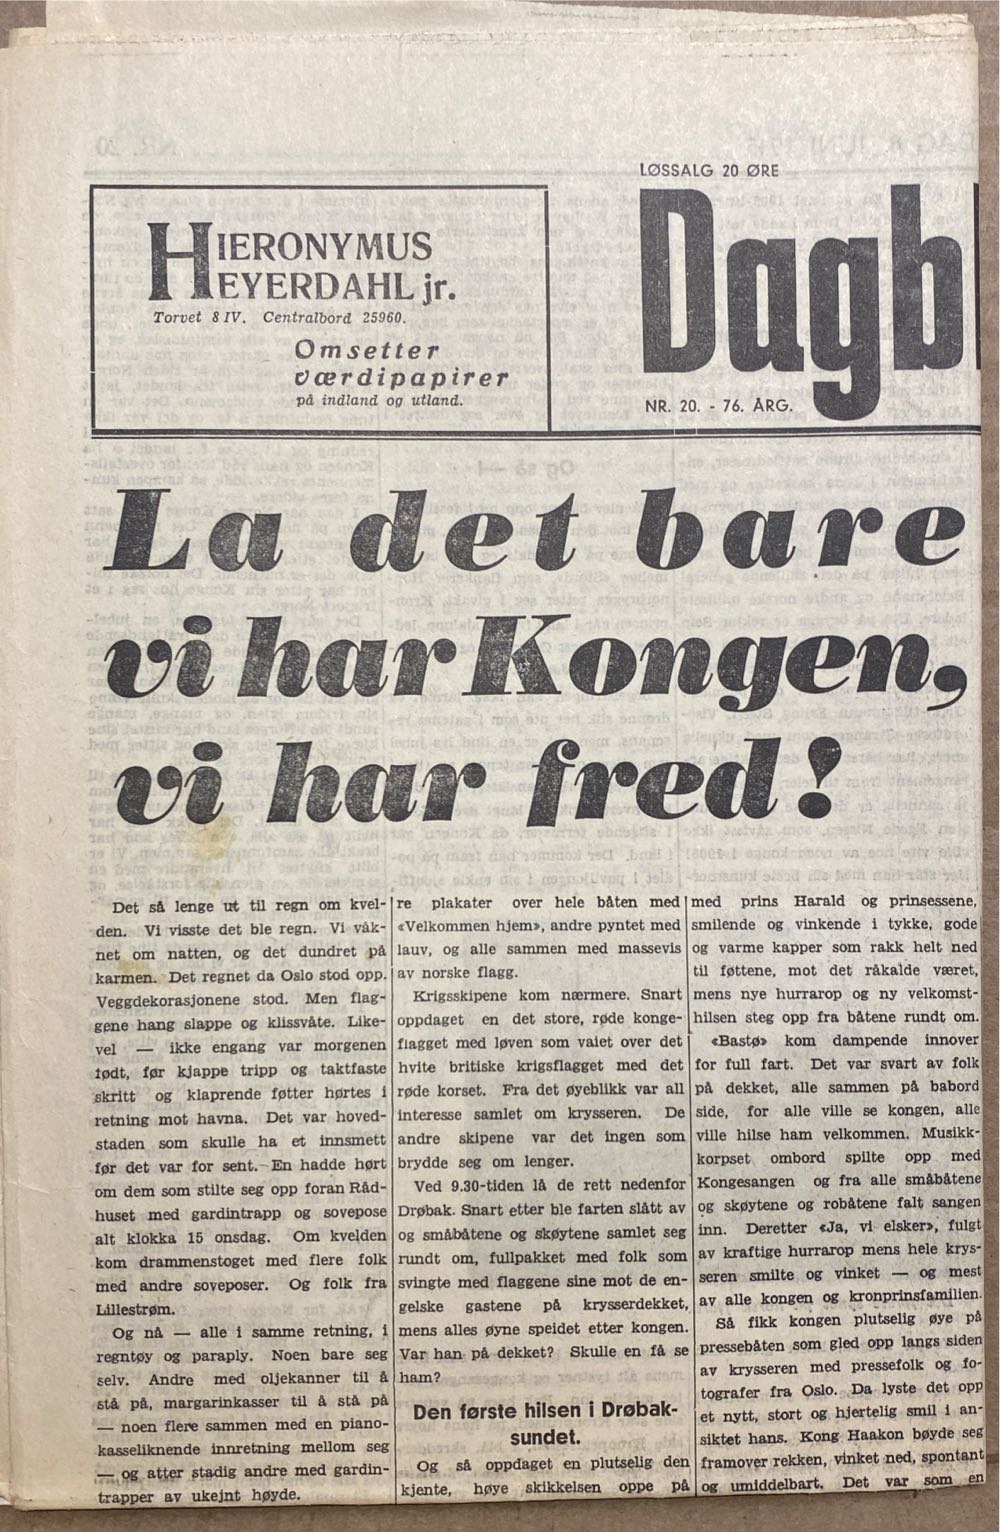 LØSSALG 20 ØRE
HIERONYMUS
HEYERDAHL jr.
Torvet 8 IV. Centralbord 25960.
Omsetter
værdipapirer
på indland og utland.
Dagb
NR. 20. - 76. ÅRG.
La det bare
vi har Kongen,
vi har fred!
Det så lenge ut til regn om kvel-
den. Vi visste det ble regn. Vi våk-
net om natten, og det dundret på
karmen. Det regnet da Oslo stod opp.
Veggdekorasjonene stod. Men flag-
gene hang slappe og klissvåte. Like-
vel — ikke engang var morgenen
født, før kjappe tripp og taktfaste
skritt og klaprende føtter hørtes i
retning mot havna. Det var hoved-
staden som skulle ha et innsmett
før det var for sent. En hadde hørt
om dem som stilte seg opp foran Råd-
huset med gardintrapp og sovepose
alt klokka 15 onsdag. Om kvelden
kom drammenstoget med flere folk
med andre soveposer. Og folk fra
Lillestrøm.
Og nå — alle i samme retning, i
regntøy og paraply. Noen bare seg
selv. Andre med oljekanner til å
stå på, margarinkasser til å stå på
— noen flere sammen med en piano-
kasseliknende innretning mellom seg
— og atter stadig andre med gardin-
trapper av ukejnt høyde.
re plakater over hele båten med
«Velkommen hjem», andre pyntet med
lauv, og alle sammen med massevis
av norske flagg.
Krigsskipene kom nærmere. Snart
oppdaget en det store, røde konge-
flagget med løven som vaiet over det
hvite britiske krigsflagget med det
røde korset. Fra det øyeblikk var all
interesse samlet om krysseren. De
andre skipene var det ingen som
brydde seg om lenger.
Ved 9.30-tiden lå de rett nedenfor
Drøbak. Snart etter ble farten slått av
og småbåtene og skøytene samlet seg
rundt om, fullpakket med folk som
svingte med flaggene sine mot de en-
gelske gastene på krysserdekket,
mens alles øyne speidet etter kongen.
Var han på dekket? Skulle en få se
ham?
Den første hilsen i Drøbak-
sundet.
Og så oppdaget en plutselig den
kjente, høye skikkelsen oppe på
med prins Harald og prinsessene,
smilende og vinkende i tykke, gode
og varme kapper som rakk helt ned
til føttene, mot det råkalde været,
mens nye hurrarop og ny velkomst-
hilsen steg opp fra båtene rundt om.
«Bastø» kom dampende innover
for full fart. Det var svart av folk
på dekket, alle sammen på babord
side, for alle ville se kongen, alle
ville hilse ham velkommen. Musikk-
korpset ombord spilte opp med
Kongesangen og fra alle småbåtene
og skøytene og robåtene falt sangen
inn. Deretter «Ja, vi elsker», fulgt
av kraftige hurrarop mens hele krys-
seren smilte og vinket — og mest
av alle kongen og kronprinsfamilien.
Så fikk kongen plutselig øye på
pressebåten som gled opp langs siden
av krysseren med pressefolk og fo-
tografer fra Oslo. Da lyste det opp
et nytt, stort og hjertelig smil i an-
siktet hans. Kong Haakon bøyde seg
framover rekken, vinket ned, spontant
og umiddelbart. Det var som en